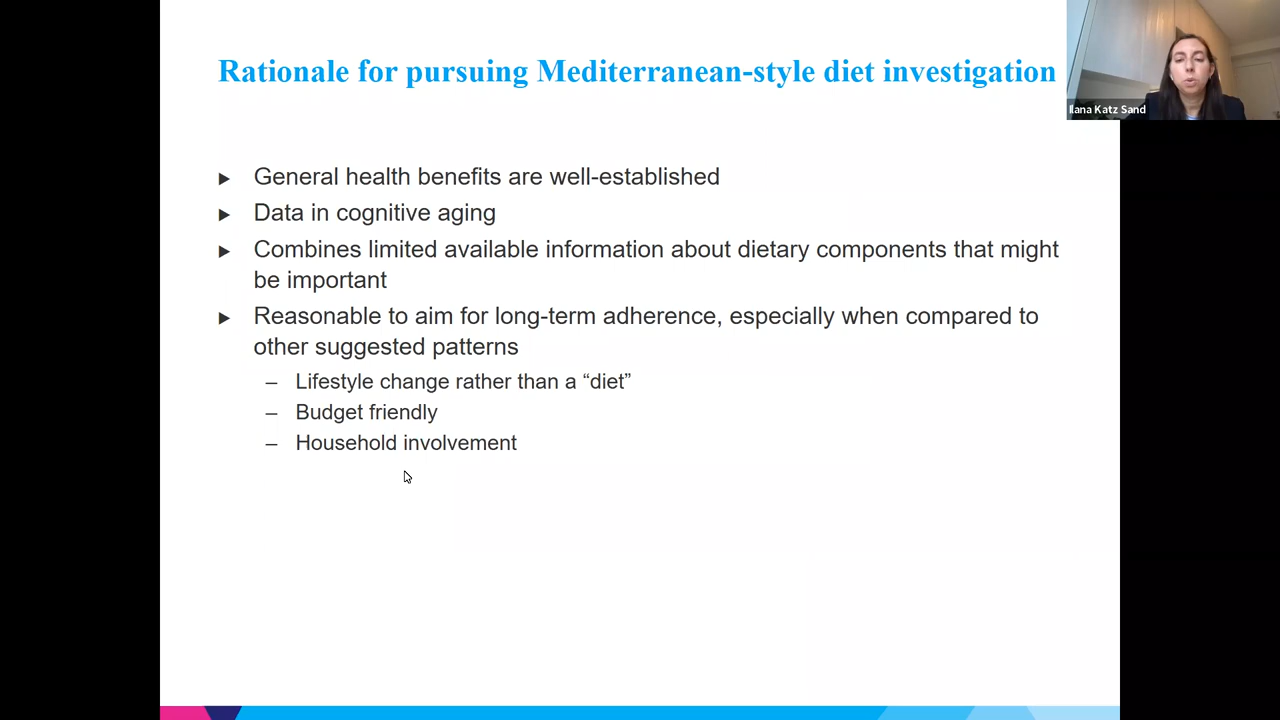 Rationale for pursuing Mediterranean-style diet investigation
Ilana Katz Sand
General health benefits are well-established
Data in cognitive aging
Combines limited available information about dietary components that might
be important
Reasonable to aim for long-term adherence, especially when compared to
other suggested patterns
– Lifestyle change rather than a “diet”
– Budget friendly
– Household involvement